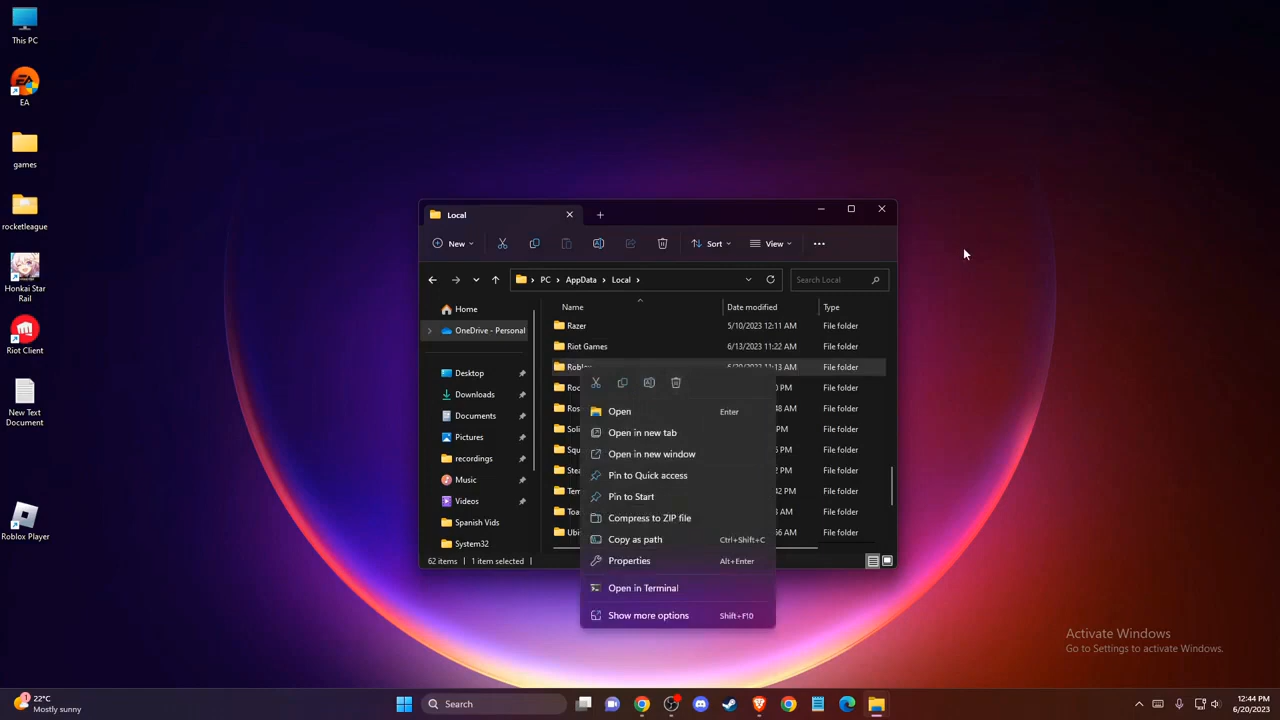 This PC
EA
games
rocketleague
Honkai Star
Rail
Riot Client
New Text
Document
Roblox Player
Local
New
Sort
View
PC
AppData
Local
Search Local
Home
OneDrive - Personal
Desktop
Downloads
Documents
Pictures
recordings
Music
Videos
Spanish Vids
System32
Name
Date modified
Type
Razer
5/10/2023 12:11 AM
File folder
Riot Games
6/13/2023 11:22 AM
File folder
File folder
File folder
File folder
File folder
File folder
File folder
File folder
File folder
File folder
Open
Enter
Open in new tab
Open in new window
Pin to Quick access
Pin to Start
Compress to ZIP file
Copy as path
Ctrl+Shift+C
Properties
Alt+Enter
Open in Terminal
Show more options
Shift+F10
62 items
1 item selected
Activate Windows
Go to Settings to activate Windows.
1
22°C
Mostly sunny
Search
12:44 PM
6/20/2023